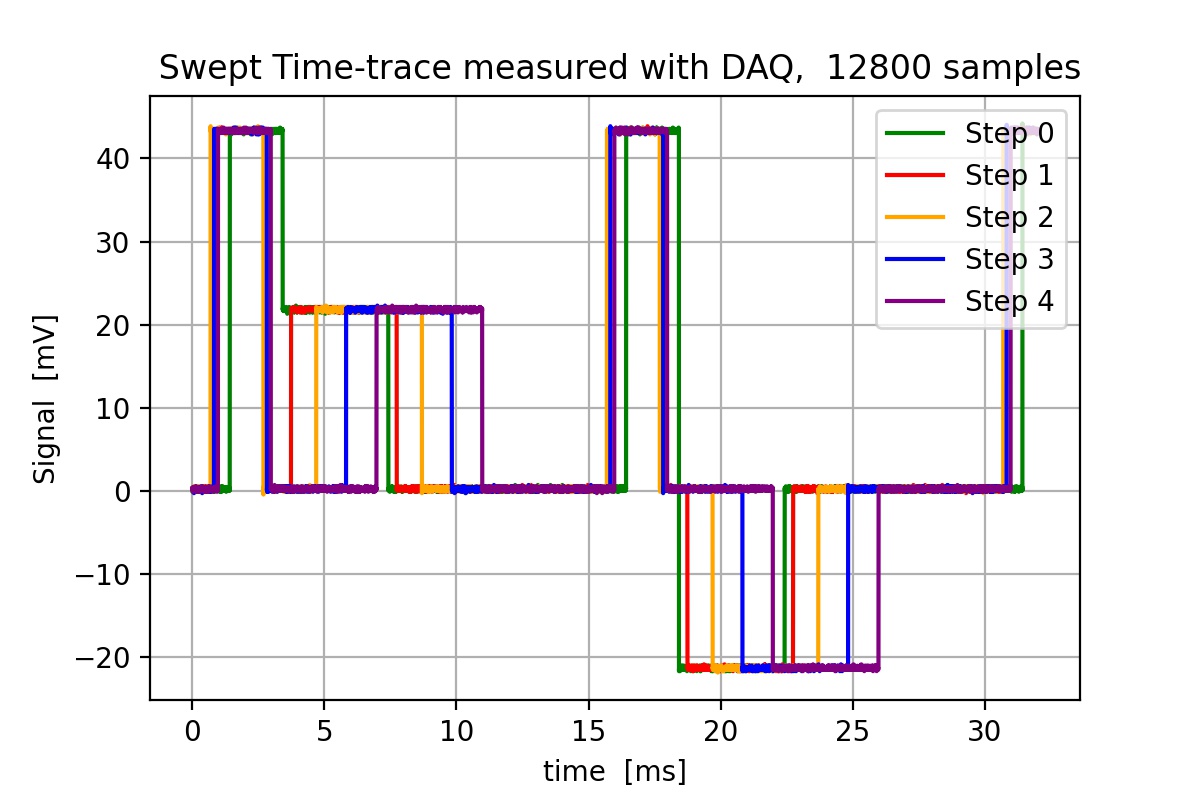 Swept Time-trace measured with DAQ,  12800 samples
Step 0
Step 1
Step 2
Step 3
Step 4
40
30
20
10
0
−10
−20
Signal  [mV]
0 5 10 15 20 25 30
time  [ms]